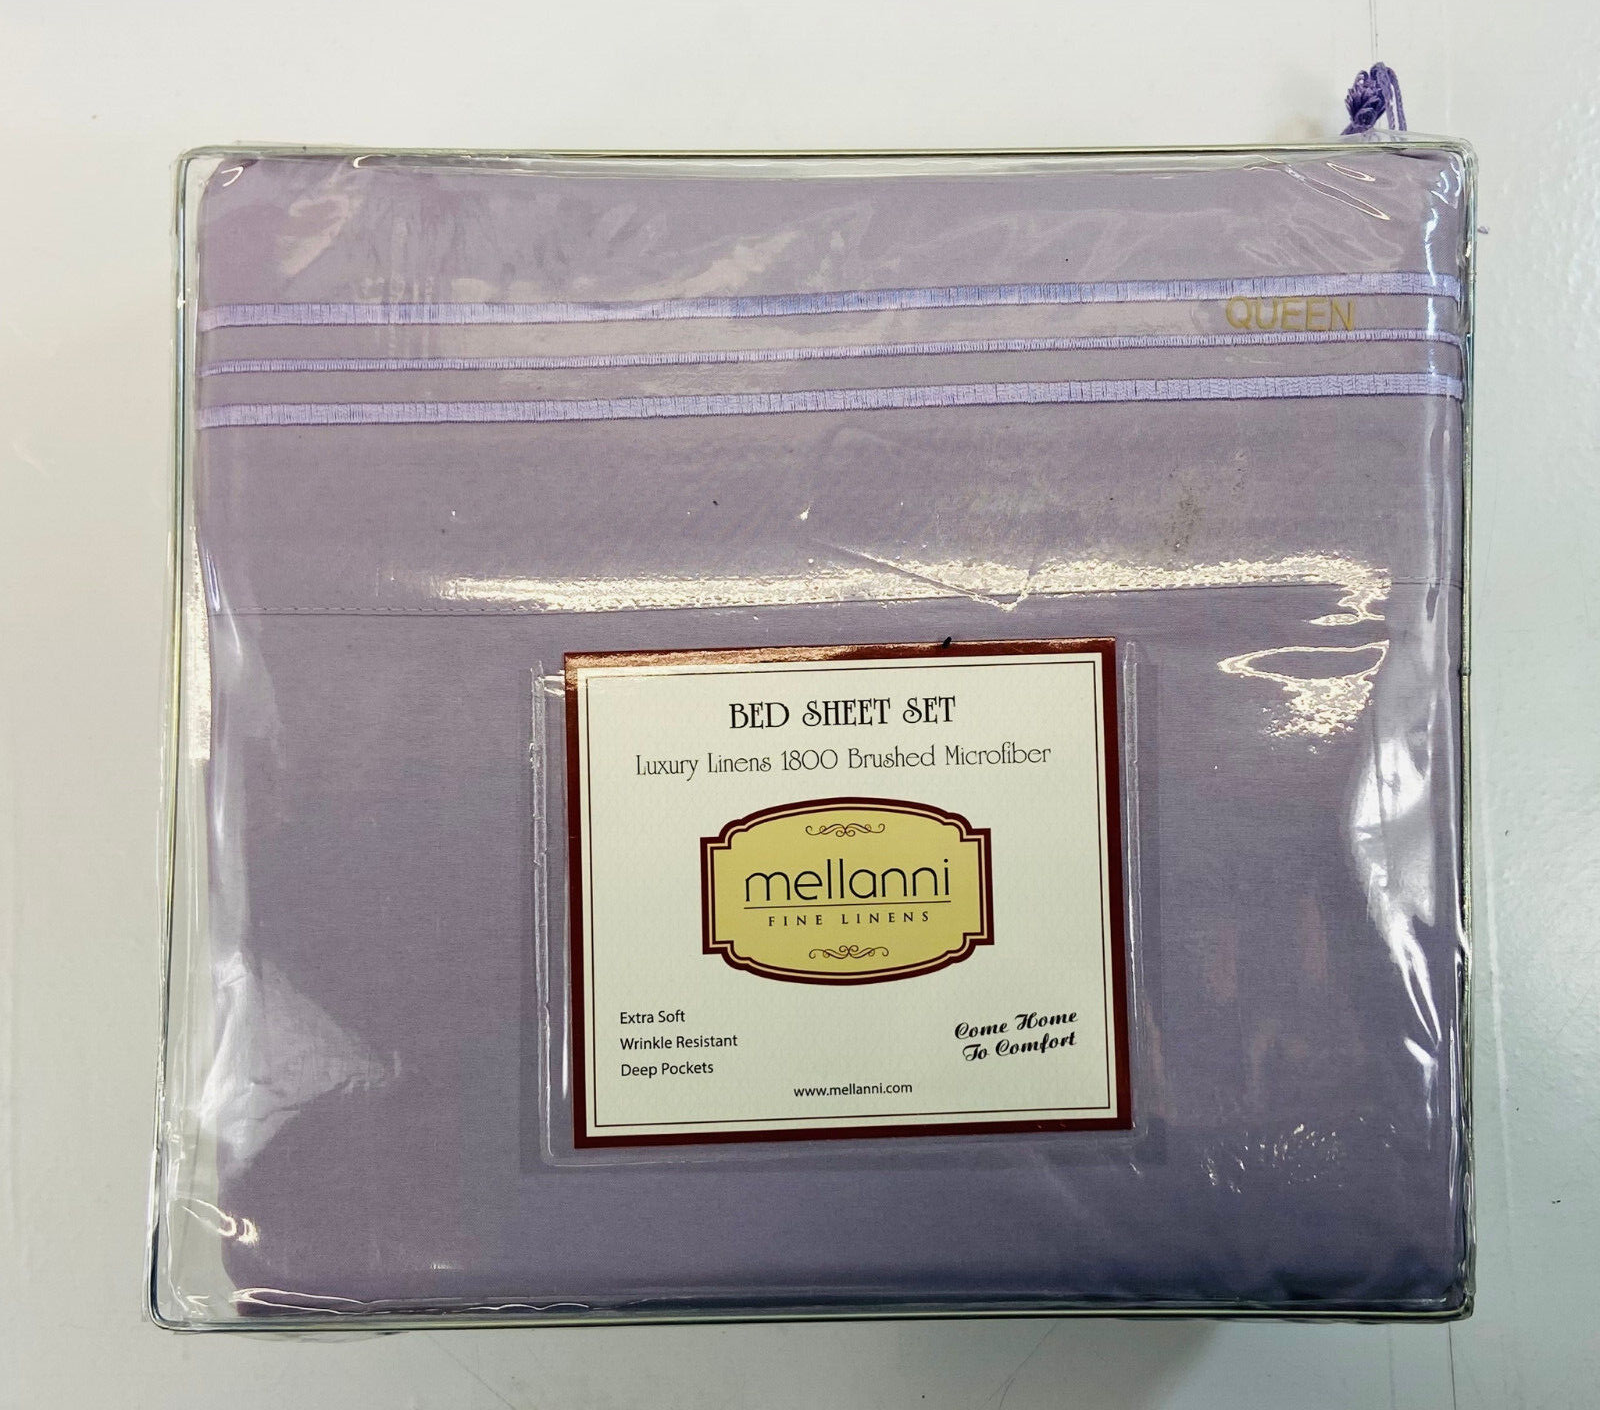 QUEEN
BED SHEET SET
Luxury Linens 1800 Brushed Microfiber
mellanni
FINE LINENS
Extra Soft
Wrinkle Resistant
Deep Pockets
Come Home
To Comfort
www.mellanni.com